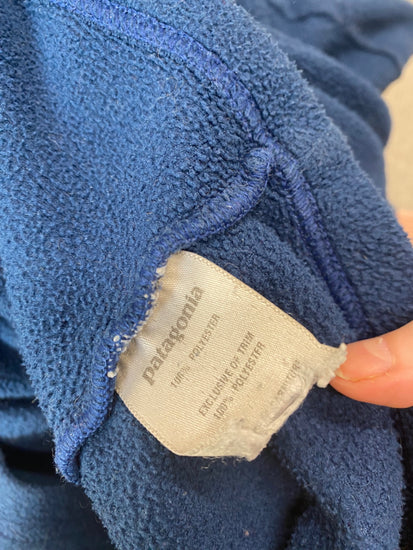 patagonia
100% POLYESTER
EXCLUSIVE OF TRIM
100% POLYESTER